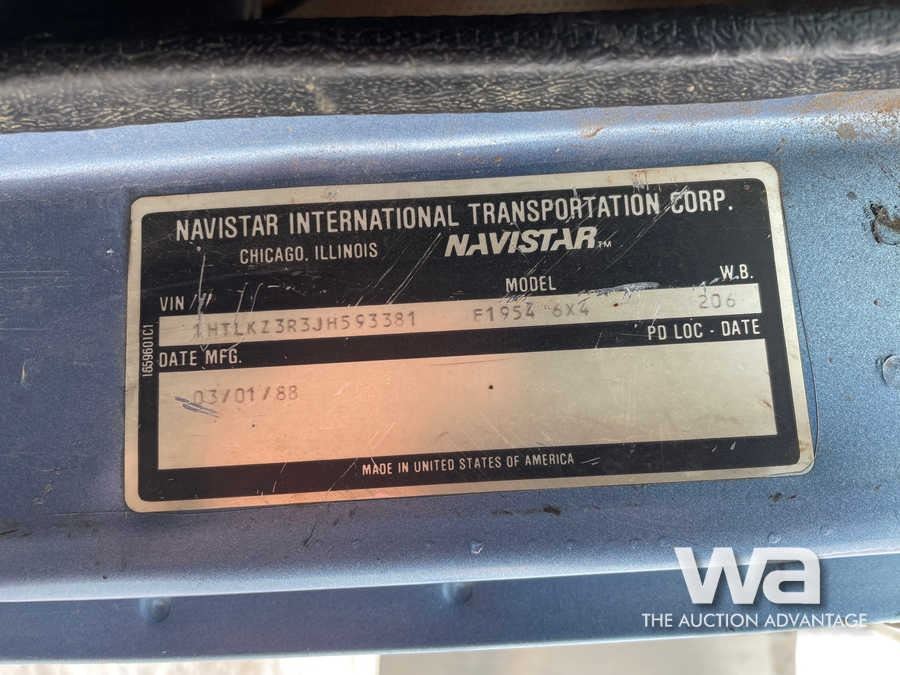 NAVISTAR INTERNATIONAL TRANSPORTATION CORP.
CHICAGO, ILLINOIS NAVISTAR™
VIN MODEL W.B.
1HTLKZ3R3JH593381 F1954 6X4 206
DATE MFG. PD LOC - DATE
03/01/88
1659601C1
MADE IN UNITED STATES OF AMERICA
wa
THE AUCTION ADVANTAGE